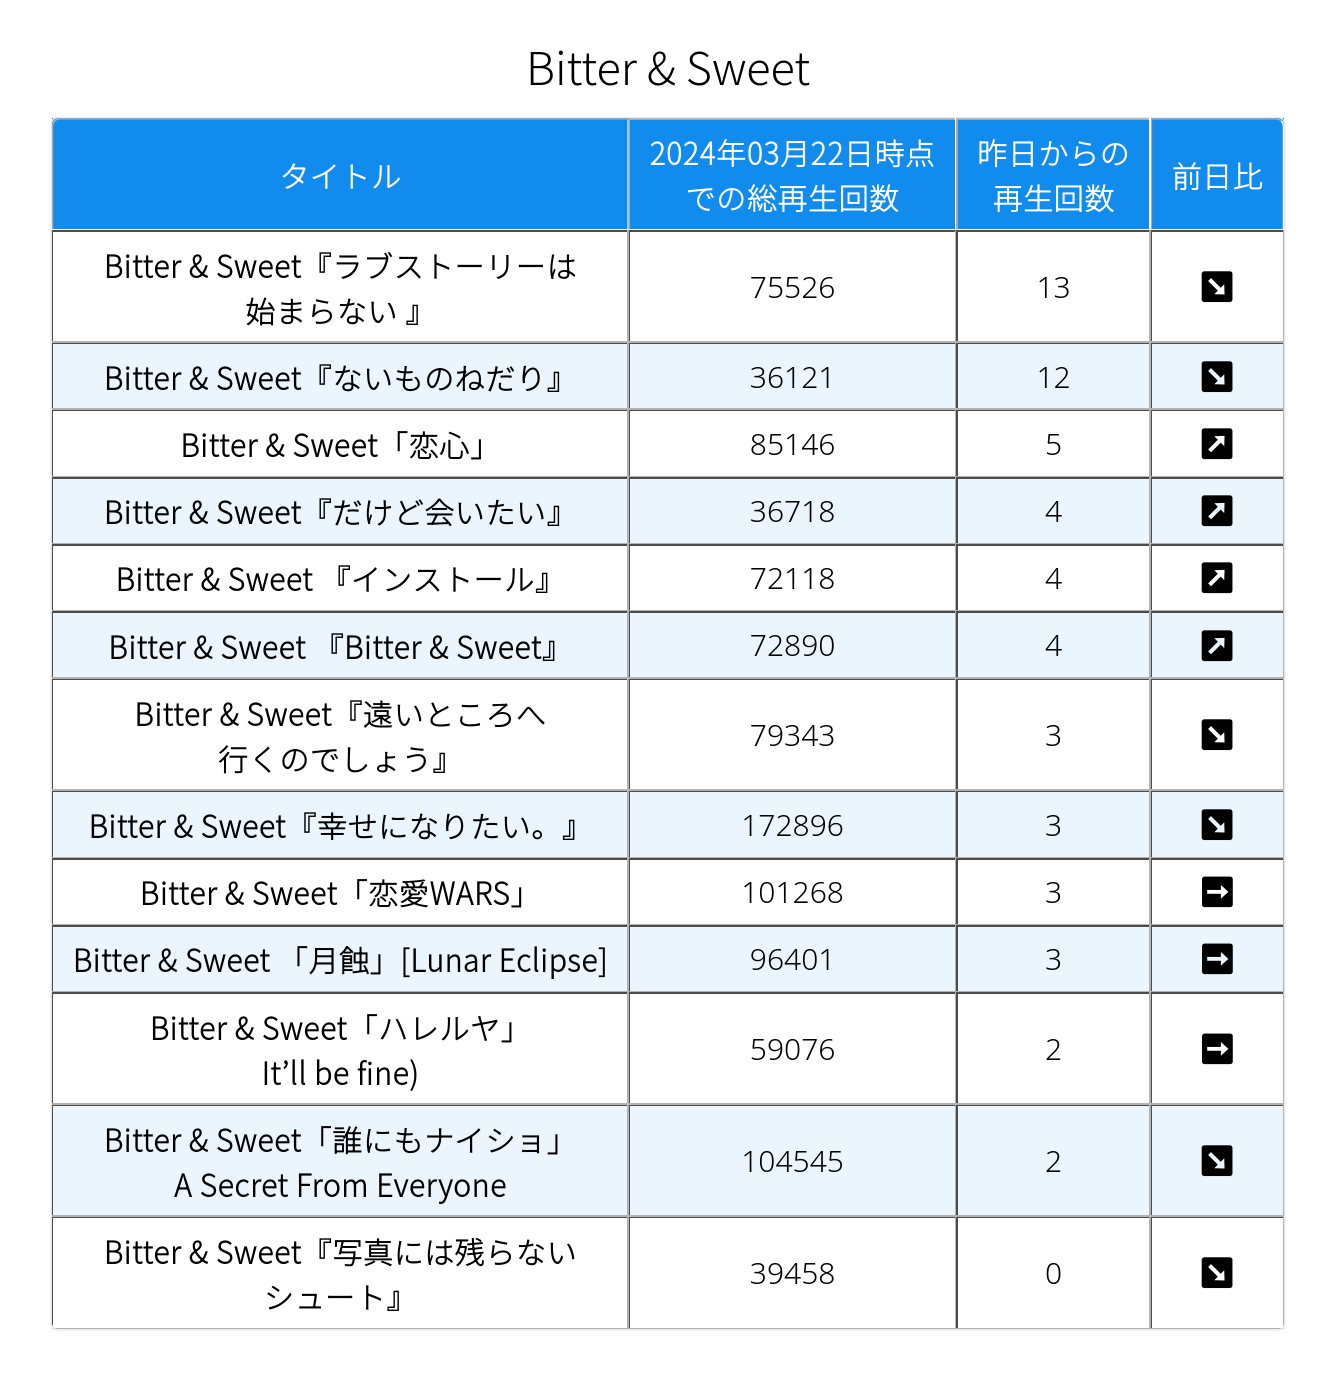 Bitter & Sweet
タイトル
2024年03月22日時点
での総再生回数
昨日からの
再生回数
前日比
Bitter & Sweet『ラブストーリーは
始まらない 』
75526
13
Bitter & Sweet『ないものねだり』
36121
12
Bitter & Sweet「恋心」
85146
5
Bitter & Sweet『だけど会いたい』
36718
4
Bitter & Sweet 『インストール』
72118
4
Bitter & Sweet 『Bitter & Sweet』
72890
4
Bitter & Sweet『遠いところへ
行くのでしょう』
79343
3
Bitter & Sweet『幸せになりたい。』
172896
3
Bitter & Sweet「恋愛WARS」
101268
3
Bitter & Sweet 「月蝕」[Lunar Eclipse]
96401
3
Bitter & Sweet「ハレルヤ」
It’ll be fine)
59076
2
Bitter & Sweet「誰にもナイショ」
A Secret From Everyone
104545
2
Bitter & Sweet『写真には残らない
シュート』
39458
0